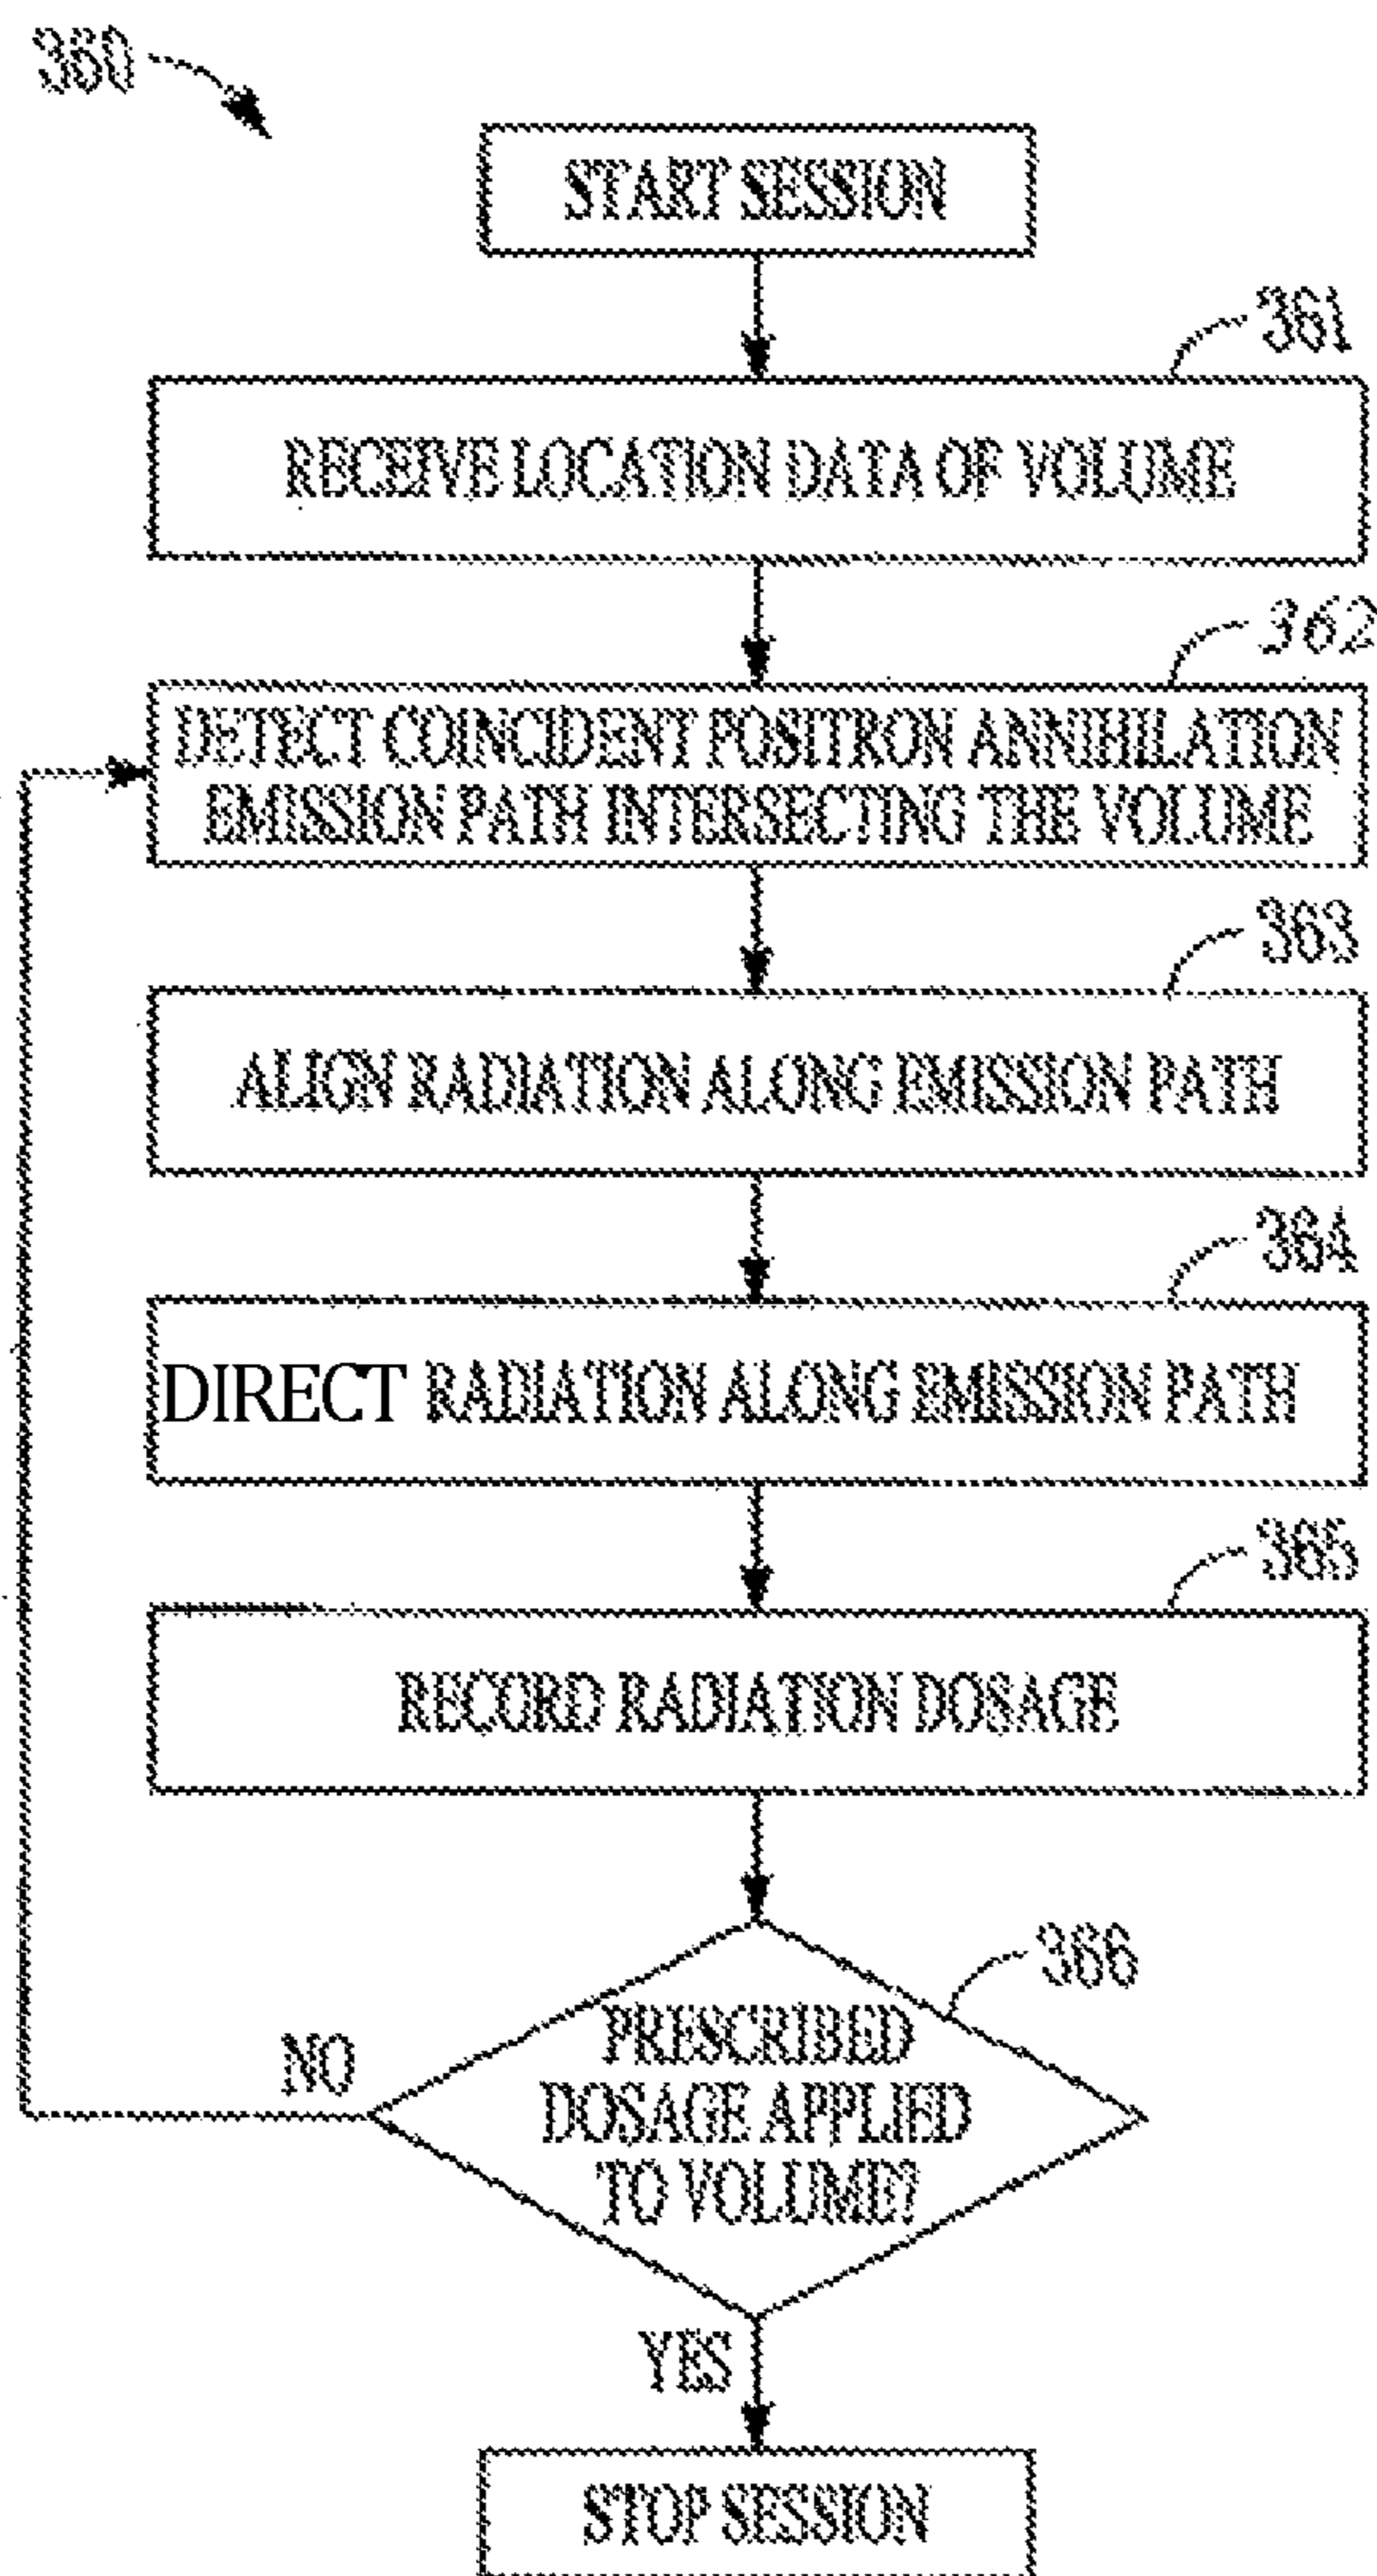 360
START SESSION
361
RECEIVE LOCATION DATA OF VOLUME
362
DETECT COINCIDENT POSITRON ANNIHILATION
EMISSION PATH INTERSECTING THE VOLUME
363
ALIGN RADIATION ALONG EMISSION PATH
364
DIRECT RADIATION ALONG EMISSION PATH
365
RECORD RADIATION DOSAGE
366
PRESCRIBED
DOSAGE APPLIED
TO VOLUME?
NO
YES
STOP SESSION